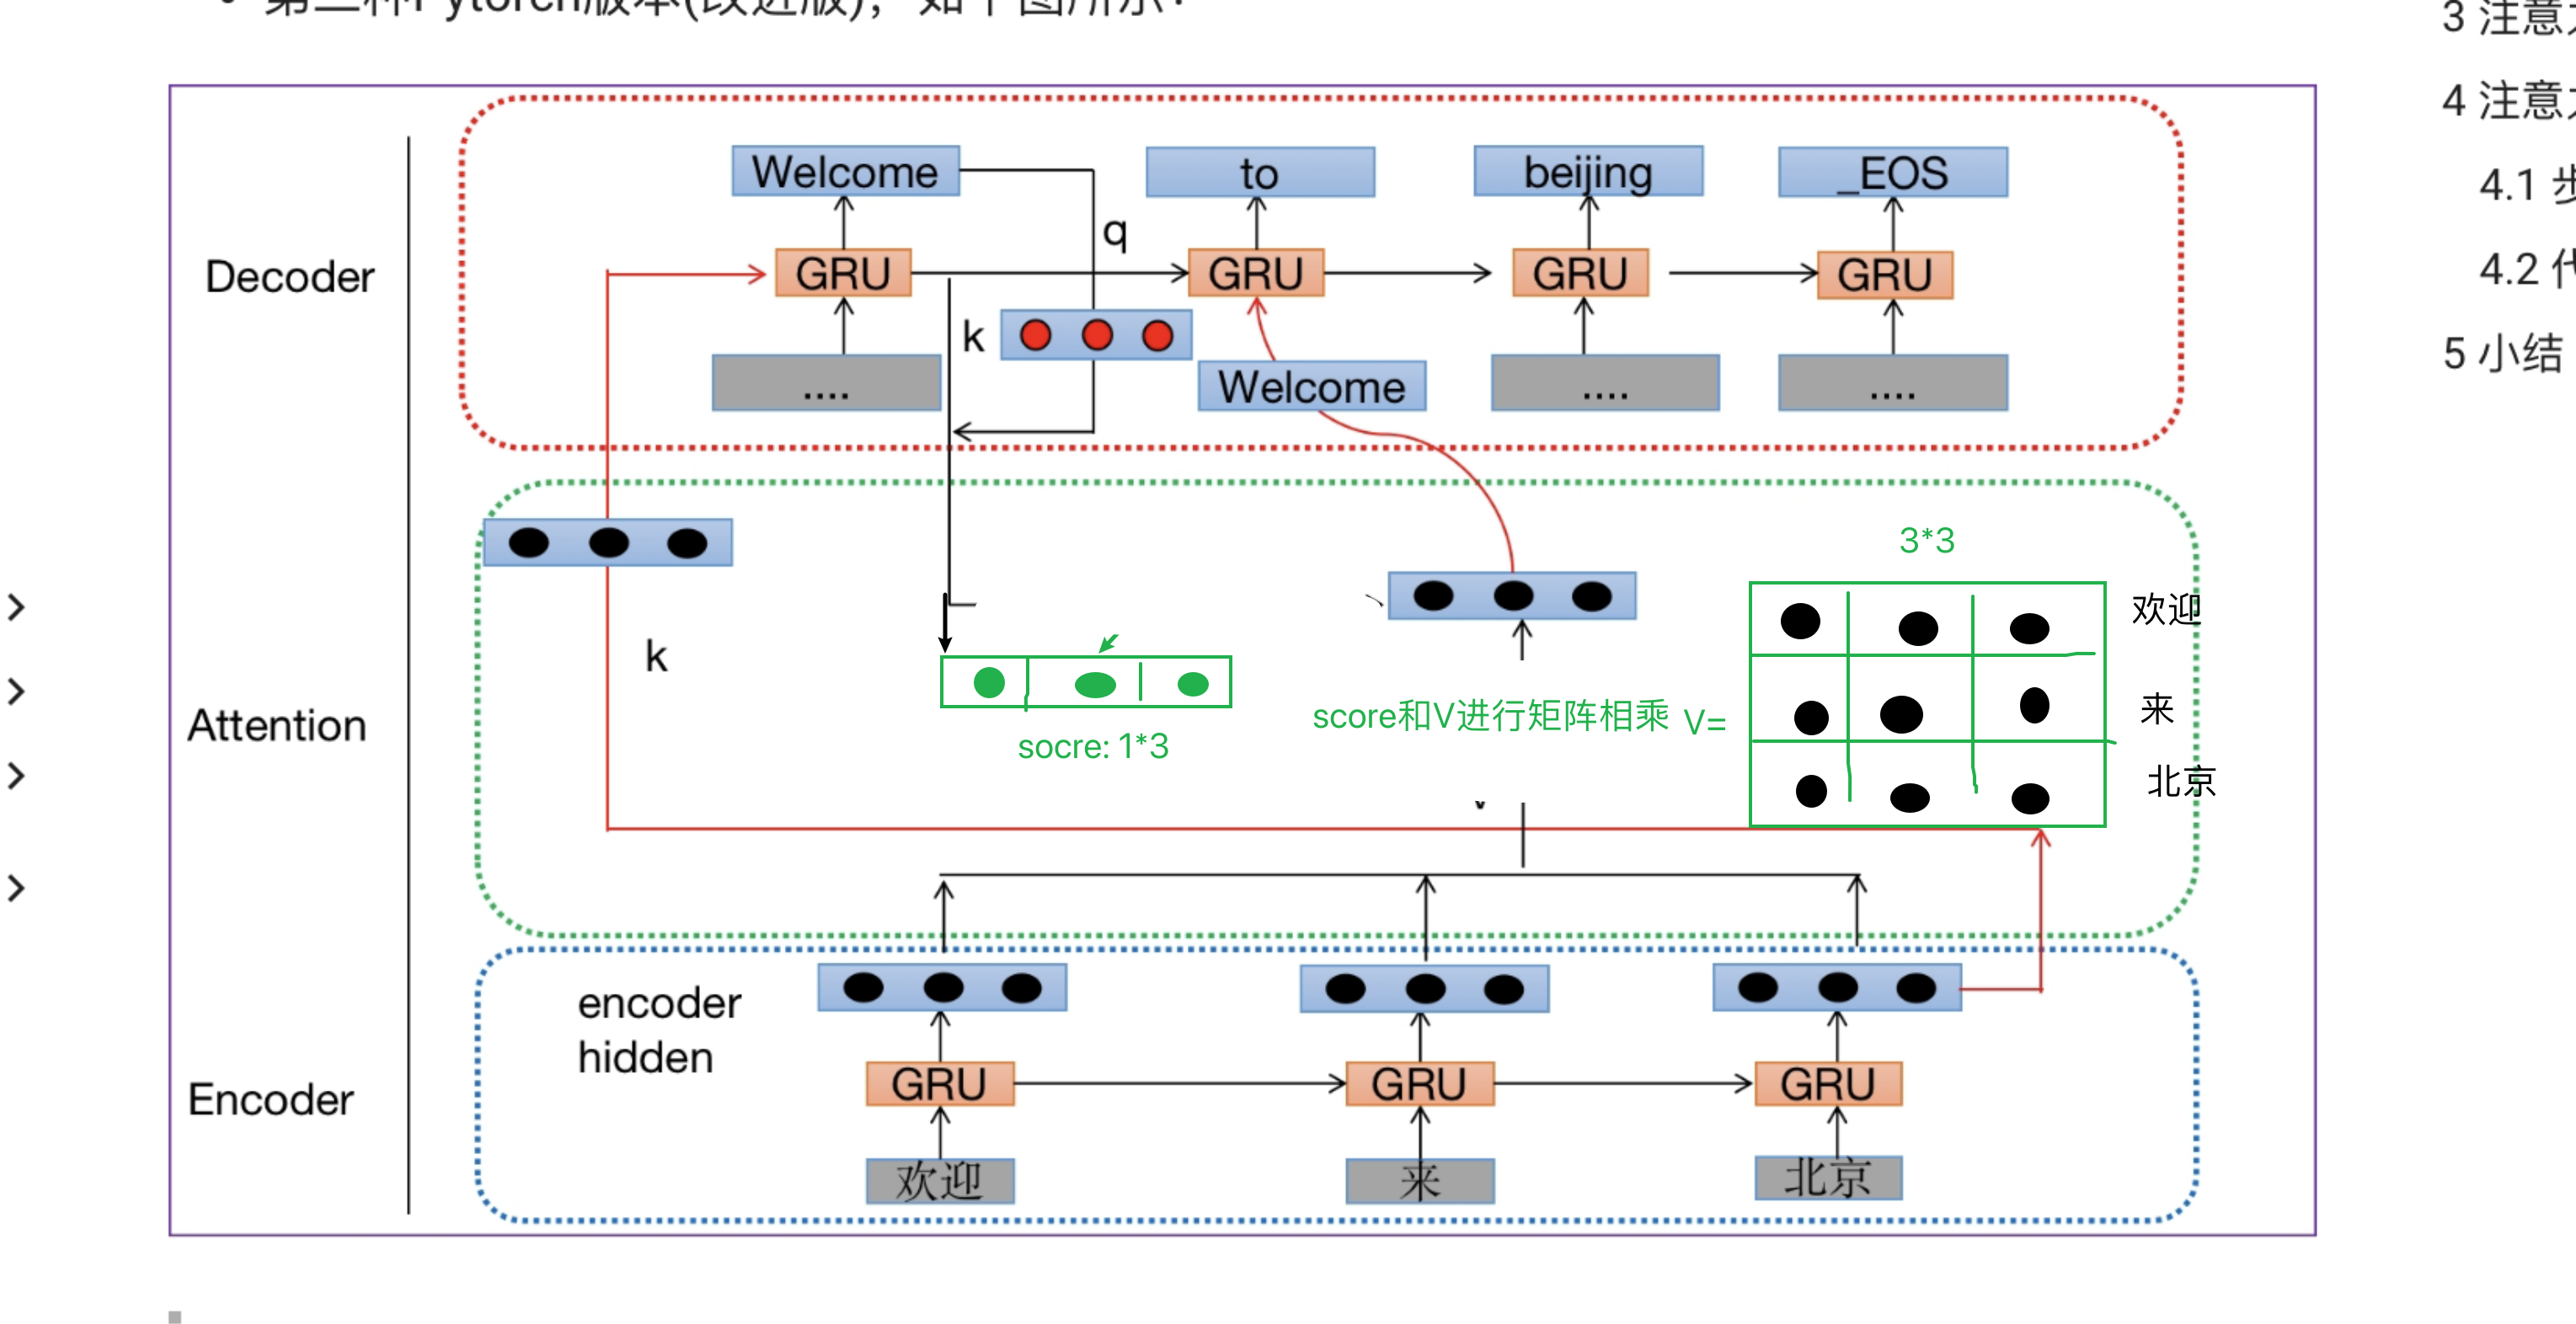 第二种Pytorch版本(改进版)，如下图所示：
3 注意
4 注意
4.1
4.2
5 小结
Decoder
Welcome
to
beijing
_EOS
q
GRU
GRU
GRU
GRU
k
....
Welcome
....
....
Attention
k
3*3
欢迎
来
北京
score和V进行矩阵相乘
V=
socre: 1*3
v
Encoder
encoder
hidden
GRU
GRU
GRU
欢迎
来
北京